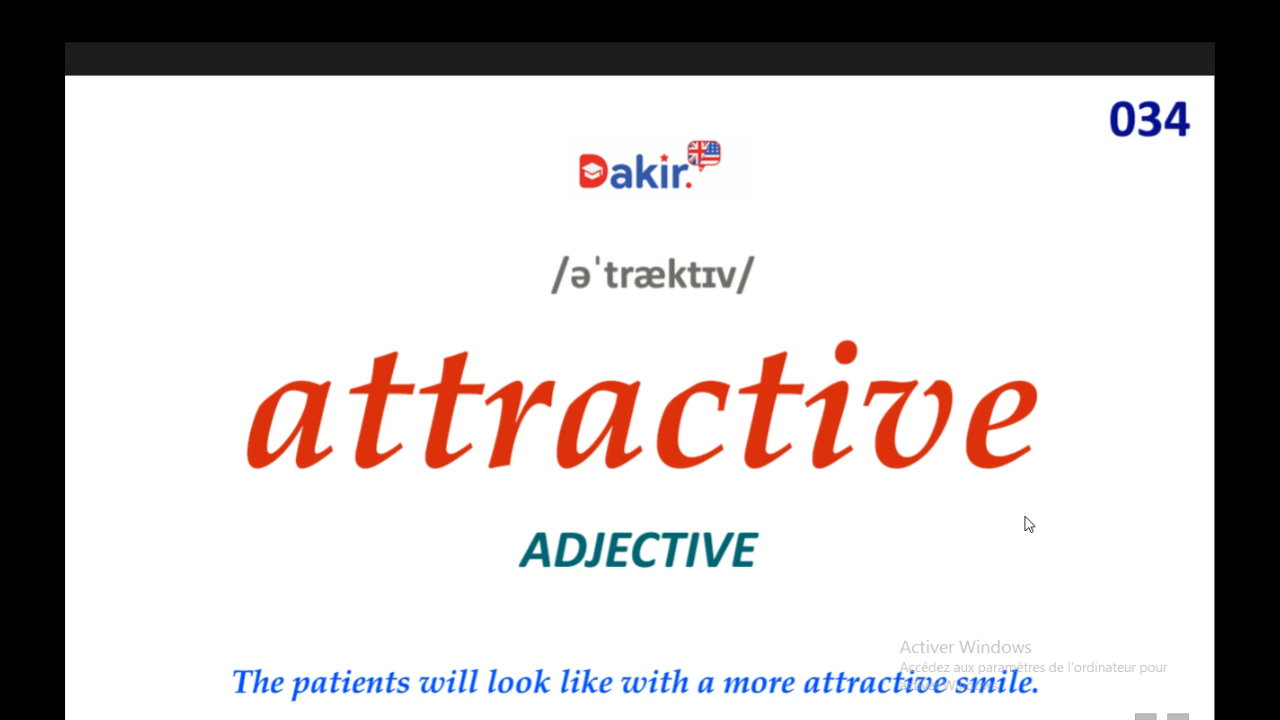 034
Dakir.
/əˈtræktɪv/
attractive
ADJECTIVE
Activer Windows
Accédez aux paramètres de l'ordinateur pour
The patients will look like with a more attractive smile.